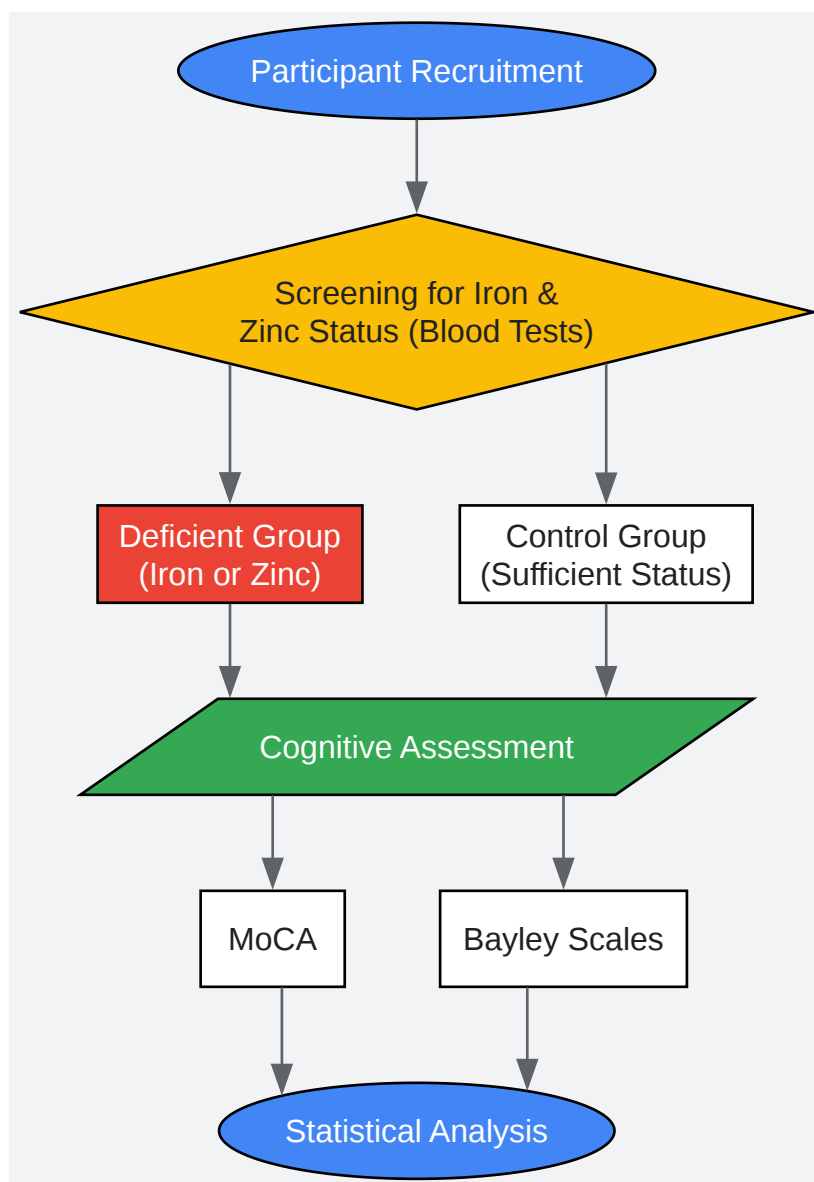 Participant Recruitment
Screening for Iron &
Zinc Status (Blood Tests)
Deficient Group
(Iron or Zinc)
Control Group
(Sufficient Status)
Cognitive Assessment
MoCA
Bayley Scales
Statistical Analysis